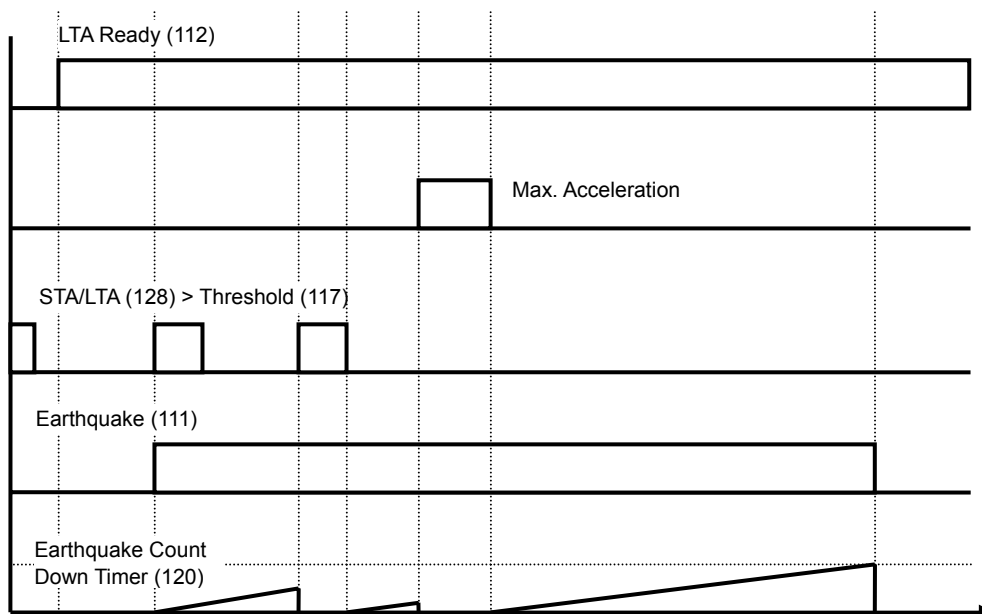 LTA Ready (112)
Max. Acceleration
STA/LTA (128) > Threshold (117)
Earthquake (111)
Earthquake Count
Down Timer (120)